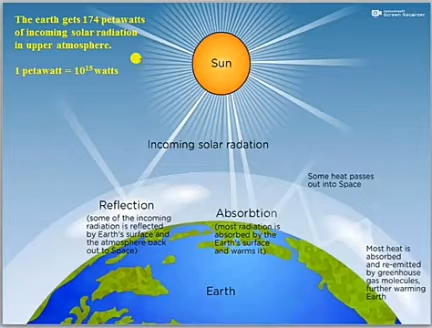 The earth gets 174 petawatts
of incoming solar radiation
in upper atmosphere.
1 petawatt = 10¹⁵ watts
Screen Recorder
Sun
Incoming solar radation
Some heat passes
out into Space
Reflection
(some of the incoming
radiation is reflected
by Earth's surface and
the atmosphere back
out to Space)
Absorbtion
(most radiation is
absorbed by the
Earth's surface
and warms it)
Most heat is
absorbed
and re-emitted
by greenhouse
gas molecules,
further warming
Earth
Earth